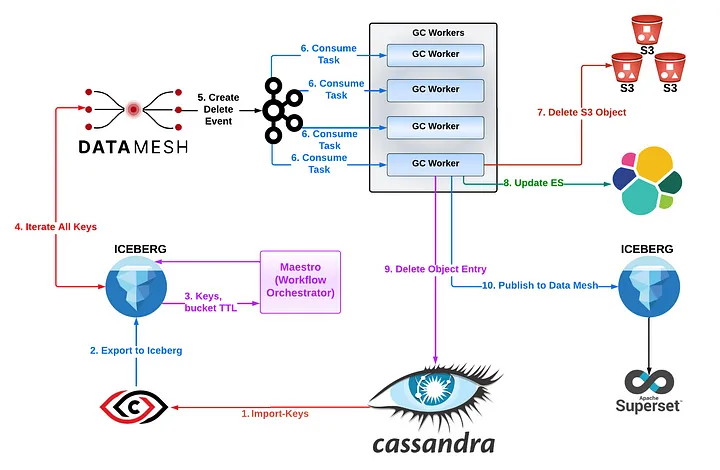 GC Workers
GC Worker
GC Worker
GC Worker
GC Worker
6. Consume
Task
6. Consume
Task
6. Consume
Task
6. Consume
Task
S3
S3
S3
7. Delete S3 Object
5. Create
Delete
Event
DATA MESH
8. Update ES
4. Iterate All Keys
ICEBERG
Maestro
(Workflow
Orchestrator)
3. Keys,
bucket TTL
9. Delete Object Entry
10. Publish to Data Mesh
ICEBERG
2. Export to Iceberg
C
1. Import-Keys
cassandra
Apache
Superset